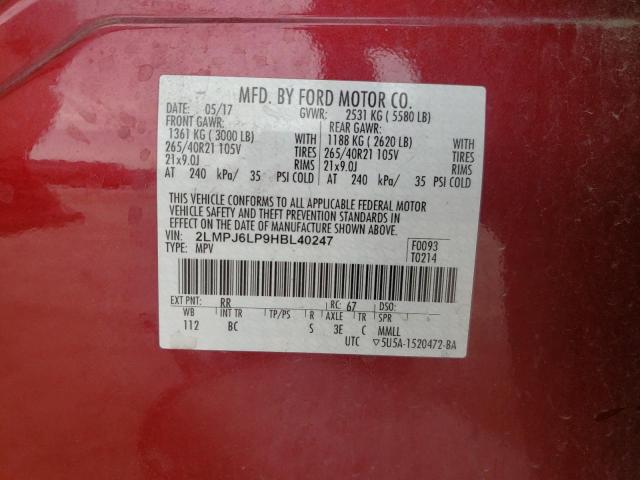 MFD. BY FORD MOTOR CO.
DATE: 05/17 GVWR: 2531 KG ( 5580 LB)
FRONT GAWR: REAR GAWR:
1361 KG ( 3000 LB) 1188 KG ( 2620 LB)
265/40R21 105V TIRES 265/40R21 105V TIRES
21x9.0J RIMS 21x9.0J RIMS
AT 240 kPa/ 35 PSI COLD AT 240 kPa/ 35 PSI COLD
THIS VEHICLE CONFORMS TO ALL APPLICABLE FEDERAL MOTOR
VEHICLE SAFETY AND THEFT PREVENTION STANDARDS IN
EFFECT ON THE DATE OF MANUFACTURE SHOWN ABOVE.
VIN: 2LMPJ6LP9HBL40247 F0093
TYPE: MPV T0214
EXT PNT: RR RC: 67 DSO:
WB INT TR TP/PS R AXLE TR SPR
112 BC S 3E C MMLL
UTC ▽5U5A-1520472-BA